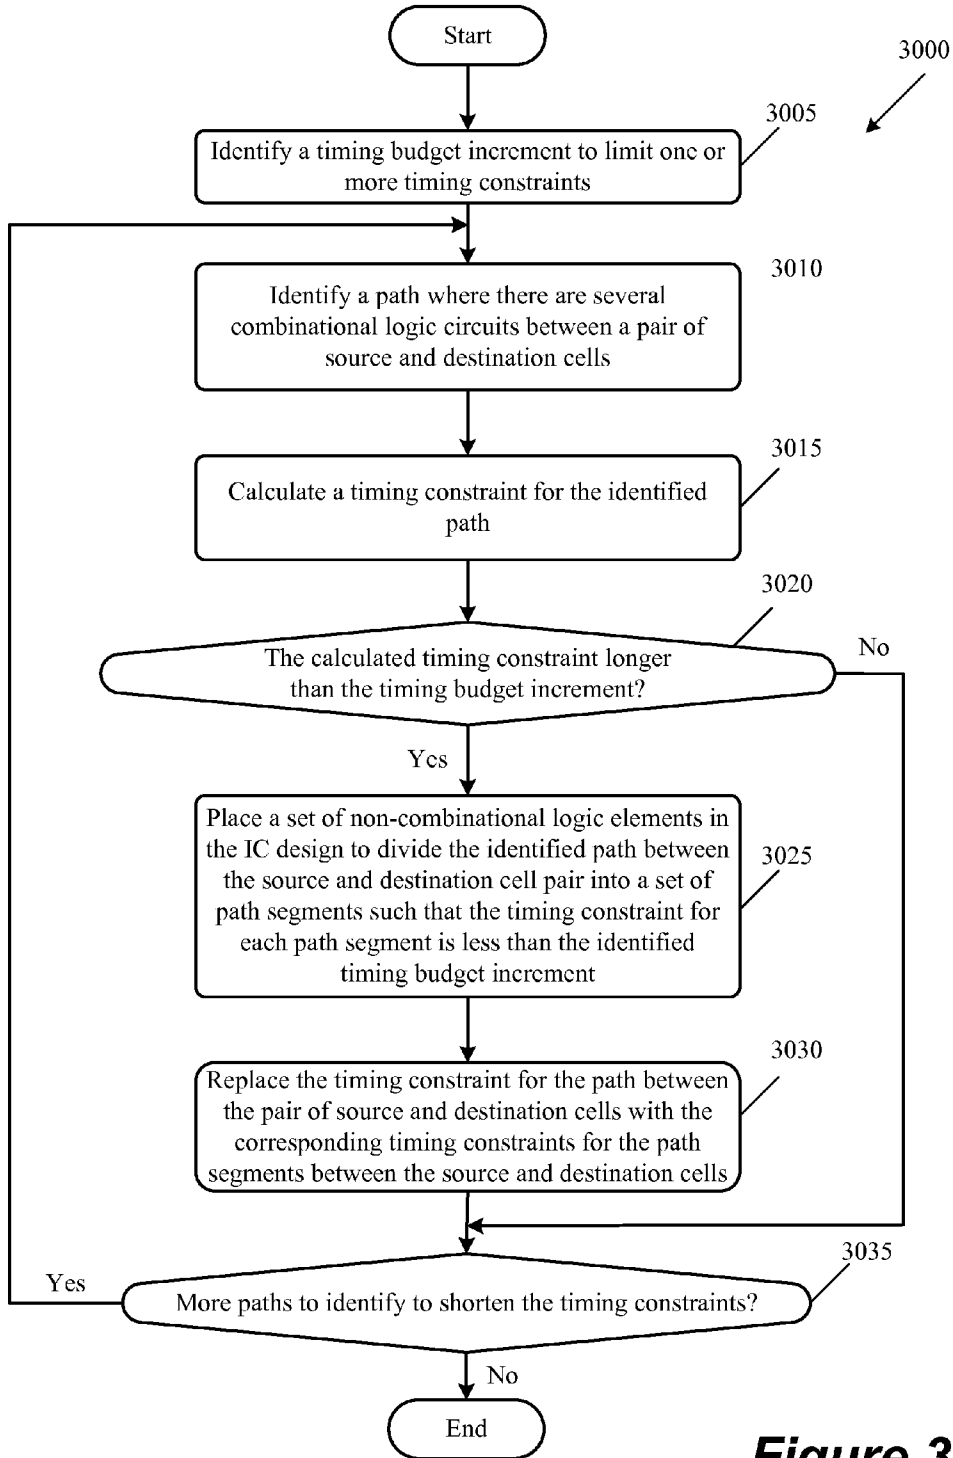 Start
3000
3005
Identify a timing budget increment to limit one or
more timing constraints
3010
Identify a path where there are several
combinational logic circuits between a pair of
source and destination cells
3015
Calculate a timing constraint for the identified
path
3020
The calculated timing constraint longer
than the timing budget increment?
No
Yes
Place a set of non-combinational logic elements in
the IC design to divide the identified path between
the source and destination cell pair into a set of
path segments such that the timing constraint for
each path segment is less than the identified
timing budget increment
3025
3030
Replace the timing constraint for the path between
the pair of source and destination cells with the
corresponding timing constraints for the path
segments between the source and destination cells
3035
Yes
More paths to identify to shorten the timing constraints?
No
End
Figure 3